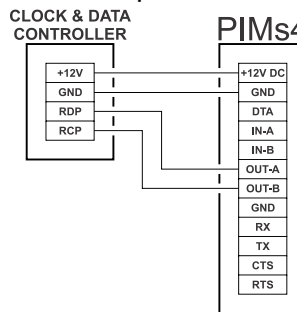 CLOCK & DATA
CONTROLLER
PIMs4
+12V
GND
RDP
RCP
+12V DC
GND
DTA
IN-A
IN-B
OUT-A
OUT-B
GND
RX
TX
CTS
RTS